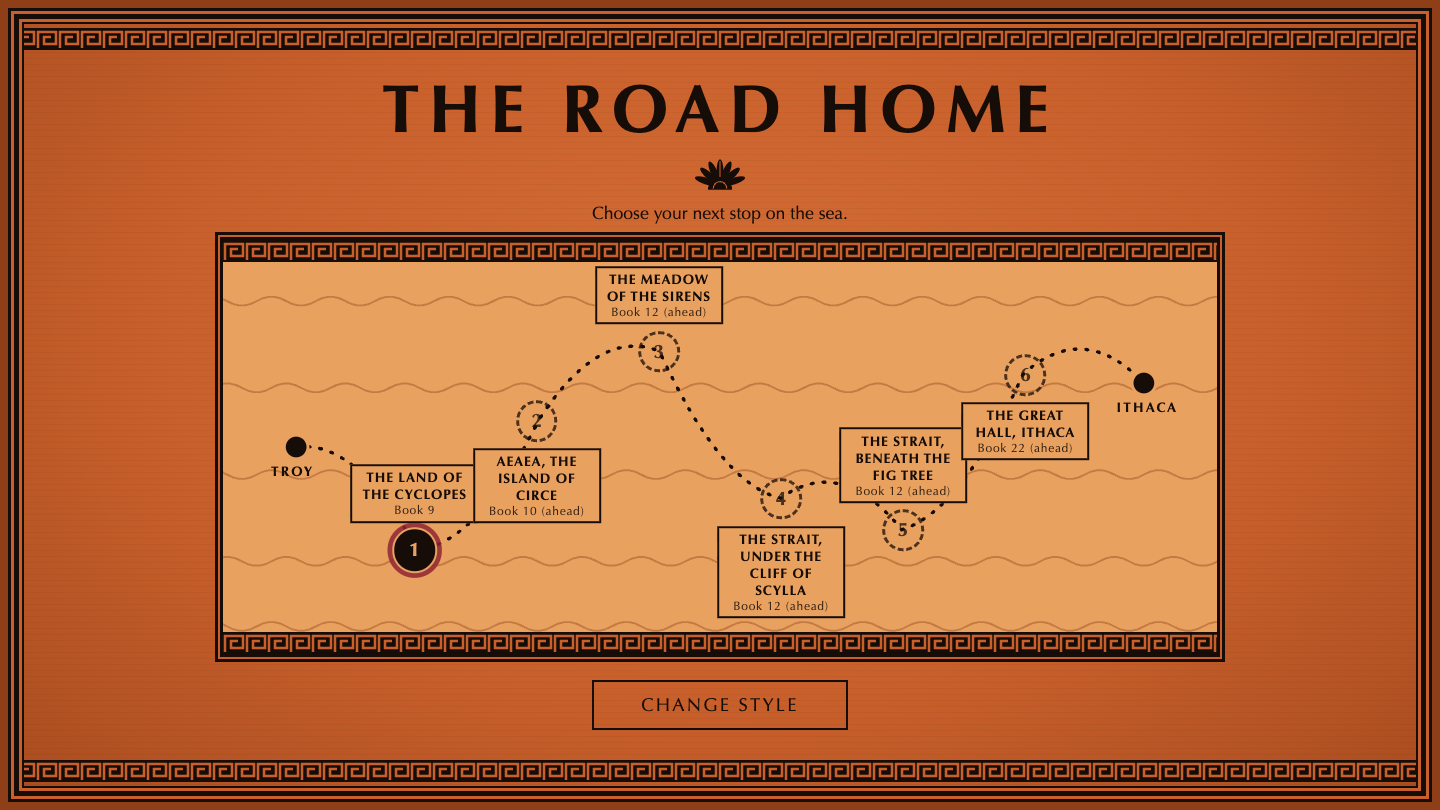 THE ROAD HOME
Choose your next stop on the sea.
THE MEADOW
OF THE SIRENS
Book 12 (ahead)
3
6
ITHACA
2
THE GREAT
HALL, ITHACA
Book 22 (ahead)
TROY
THE LAND OF
THE CYCLOPES
Book 9
1
AEAEA, THE
ISLAND OF
CIRCE
Book 10 (ahead)
THE STRAIT,
BENEATH THE
FIG TREE
Book 12 (ahead)
4
5
THE STRAIT,
UNDER THE
CLIFF OF
SCYLLA
Book 12 (ahead)
CHANGE STYLE